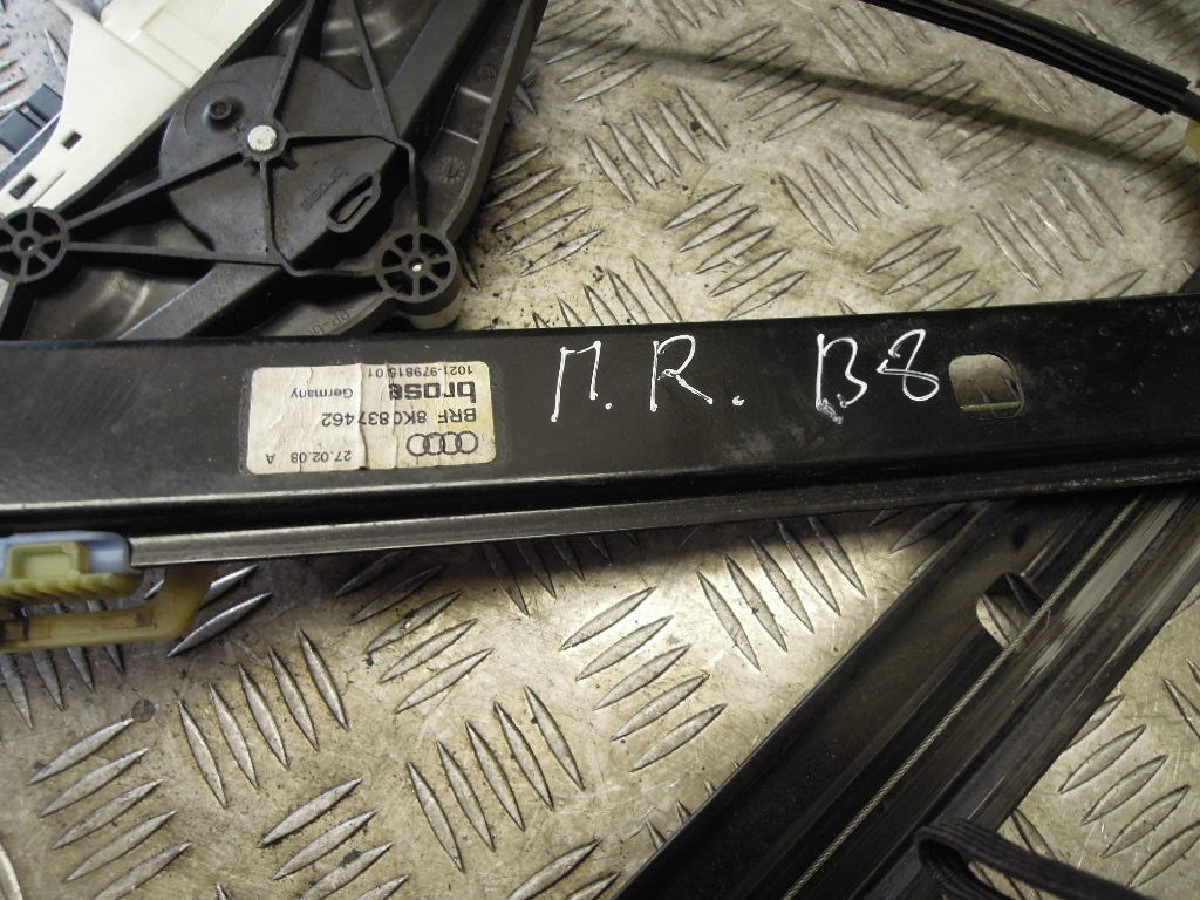 П.R. B8
27.02.08 A
BRF 8K0837462
brose Germany
1021-979815 01